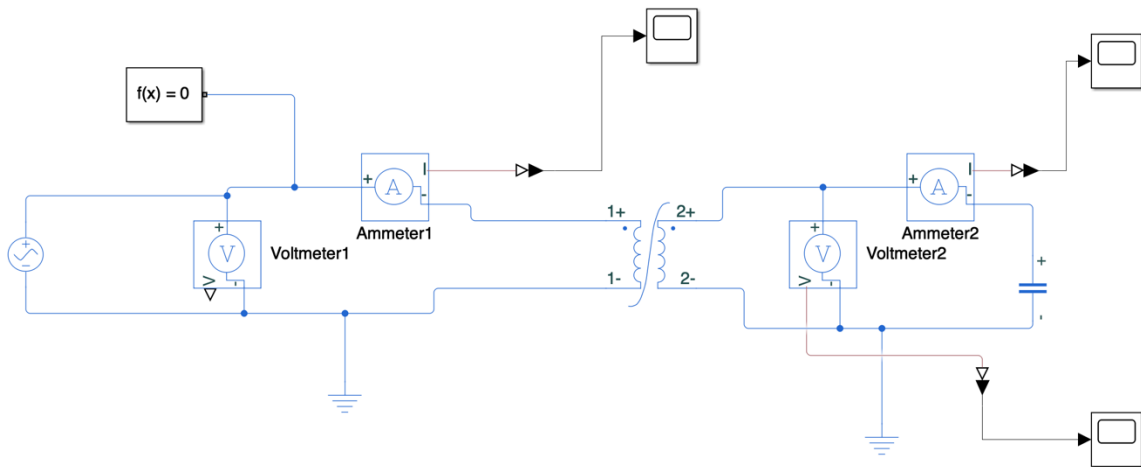 f(x) = 0
+
A
I
-
Ammeter1
+
V
V
-
Voltmeter1
+
-
1+
1-
2+
2-
+
A
I
-
Ammeter2
+
V
V
-
Voltmeter2
+
-